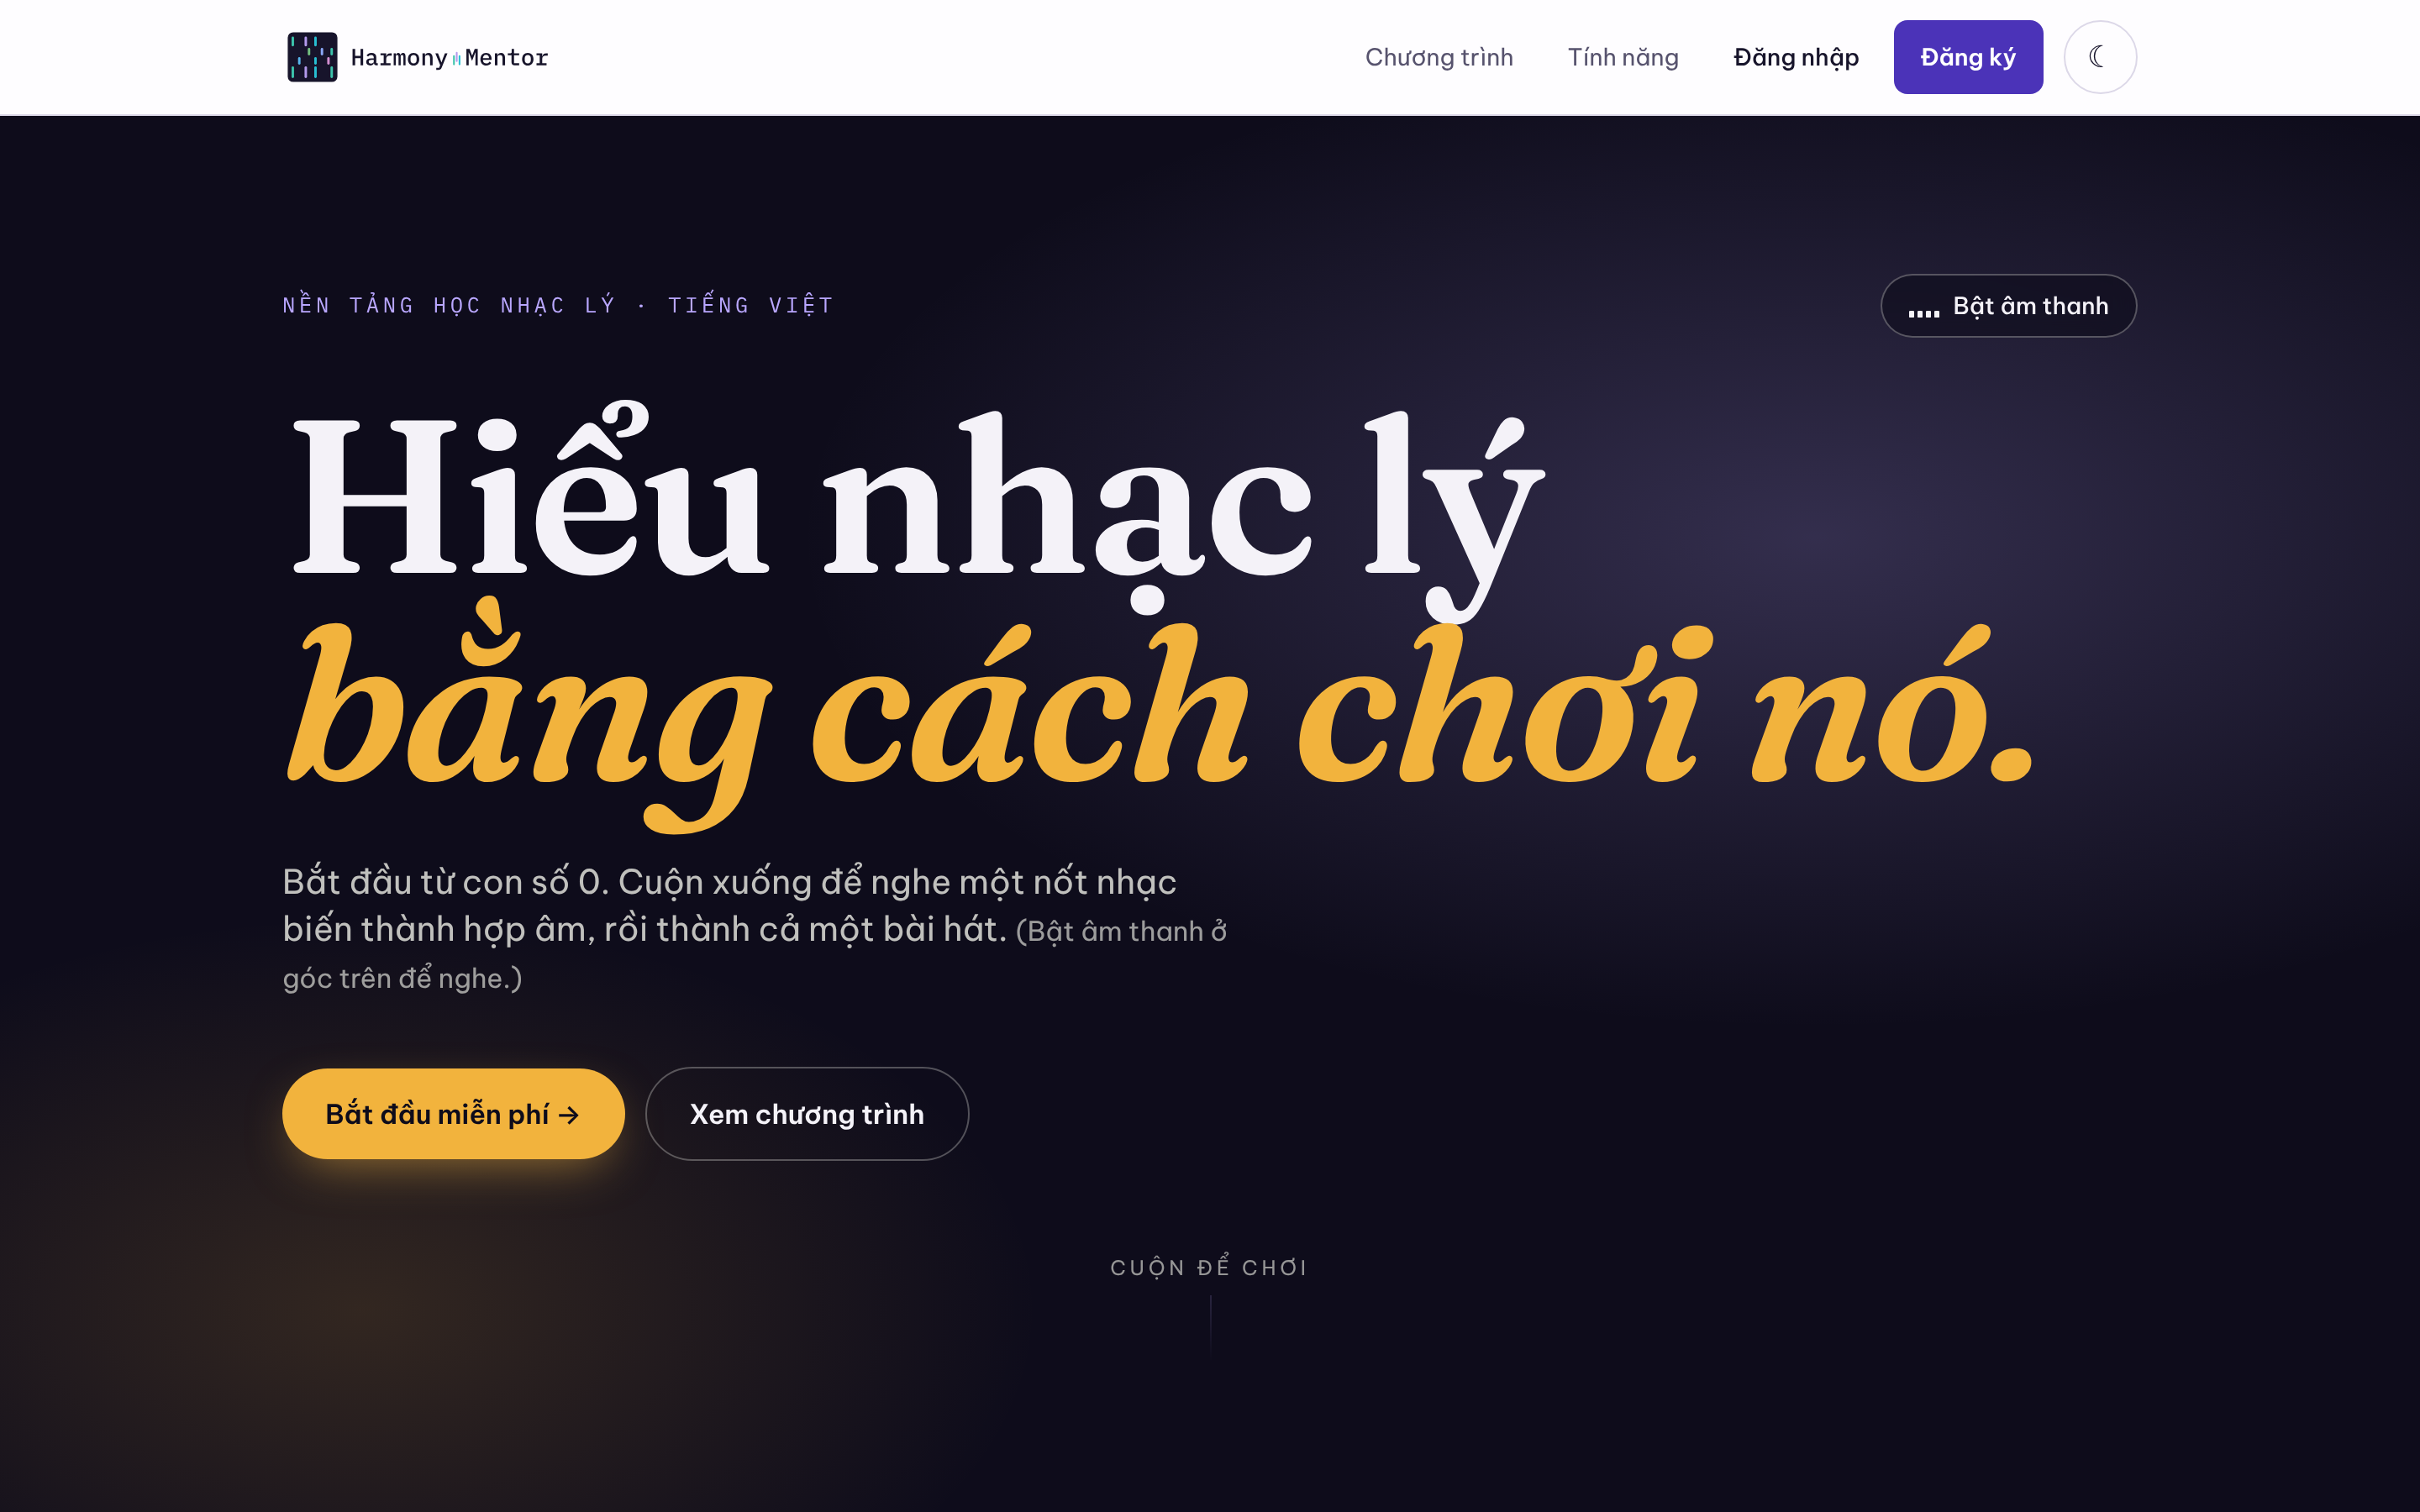 Harmony Mentor
Chương trình
Tính năng
Đăng nhập
Đăng ký
NỀN TẢNG HỌC NHẠC LÝ · TIẾNG VIỆT
Bật âm thanh
Hiểu nhạc lý
bằng cách chơi nó.
Bắt đầu từ con số 0. Cuộn xuống để nghe một nốt nhạc
biến thành hợp âm, rồi thành cả một bài hát. (Bật âm thanh ở
góc trên để nghe.)
Bắt đầu miễn phí →
Xem chương trình
CUỘN ĐỂ CHƠI